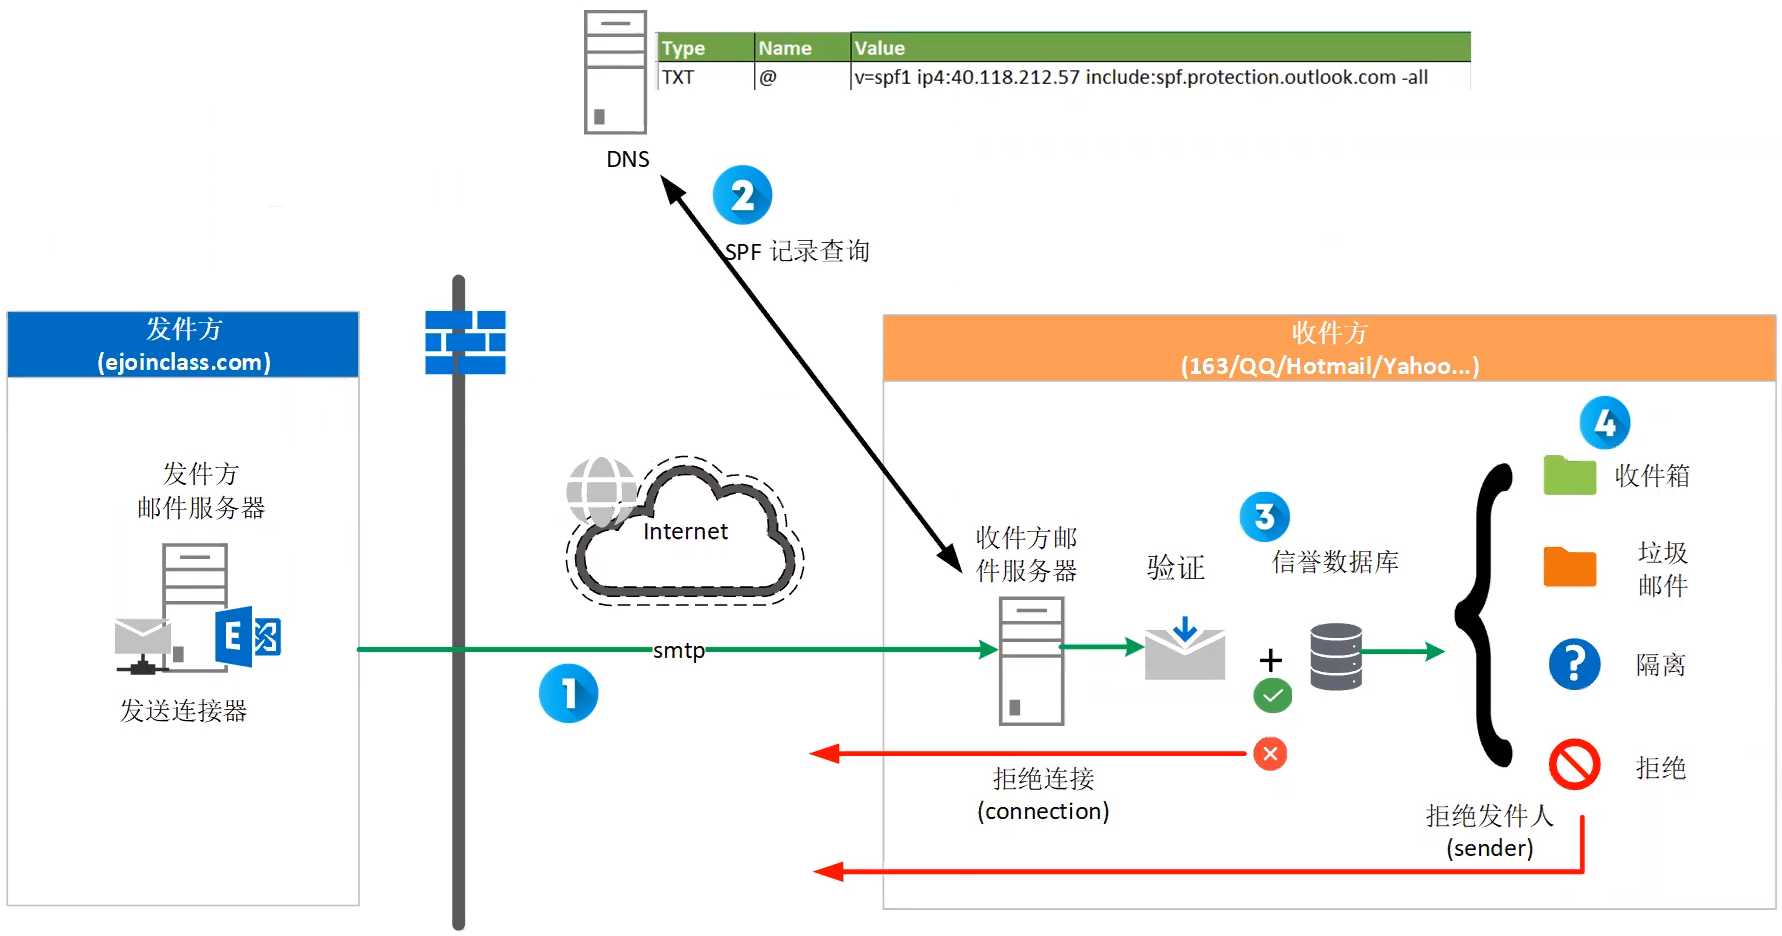 Type Name Value
TXT @ v=spf1 ip4:40.118.212.57 include:spf.protection.outlook.com -all
DNS
2
SPF 记录查询
发件方
(ejoinclass.com)
发件方
邮件服务器
E
发送连接器
Internet
smtp
1
收件方
(163/QQ/Hotmail/Yahoo...)
收件方邮
件服务器
验证
3
信誉数据库
+
拒绝连接
(connection)
4
收件箱
垃圾
邮件
?
隔离
拒绝
拒绝发件人
(sender)